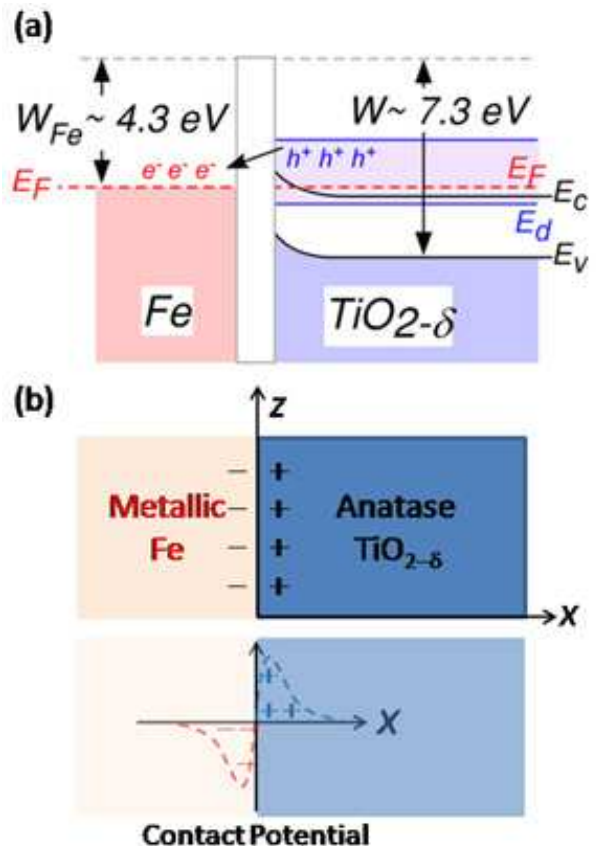 (a)
W_Fe ~ 4.3 eV
W~ 7.3 eV
e⁻ e⁻ e⁻
h⁺ h⁺ h⁺
E_F
E_F
E_c
E_d
E_v
Fe
TiO₂₋δ
(b)
z
− +
Metallic
Fe
− +
Anatase
TiO₂₋δ
− +
− +
x
+
+ +
X
−
−
Contact Potential